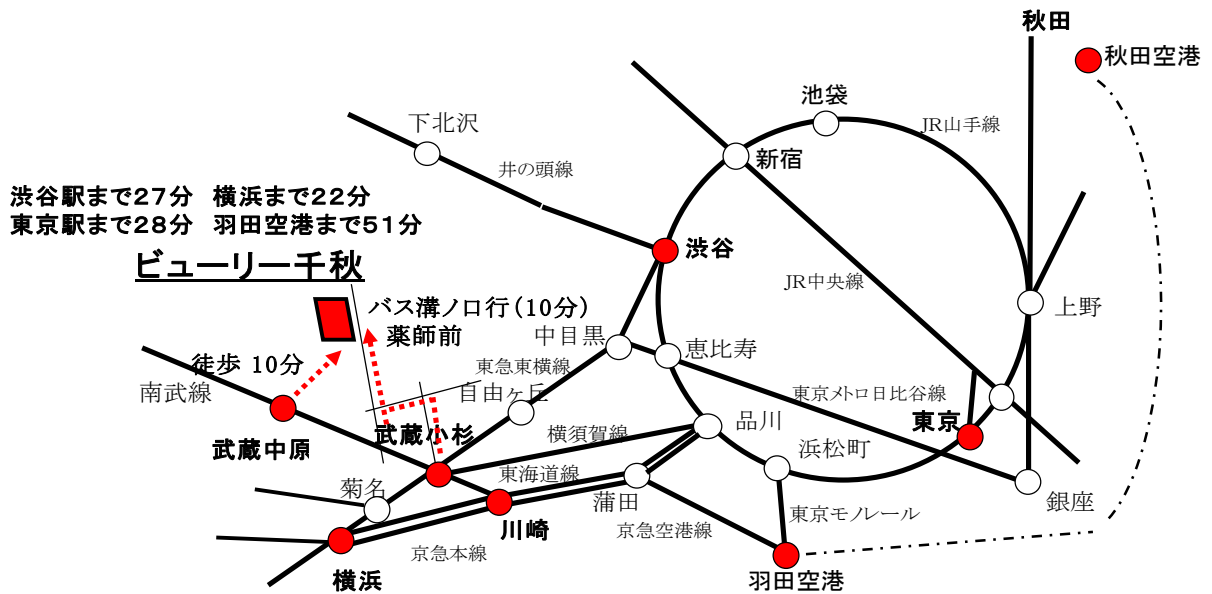 秋田
秋田空港
池袋
JR山手線
下北沢
新宿
井の頭線
渋谷駅まで27分 横浜まで22分
東京駅まで28分 羽田空港まで51分
渋谷
ビューリー千秋
JR中央線
バス溝ノ口行(10分)
薬師前
上野
中目黒
恵比寿
徒歩 10分
東急東横線
南武線
自由ヶ丘
東京メトロ日比谷線
武蔵中原
武蔵小杉
横須賀線
品川
東京
浜松町
東海道線
菊名
蒲田
銀座
川崎
京急空港線
東京モノレール
京急本線
横浜
羽田空港